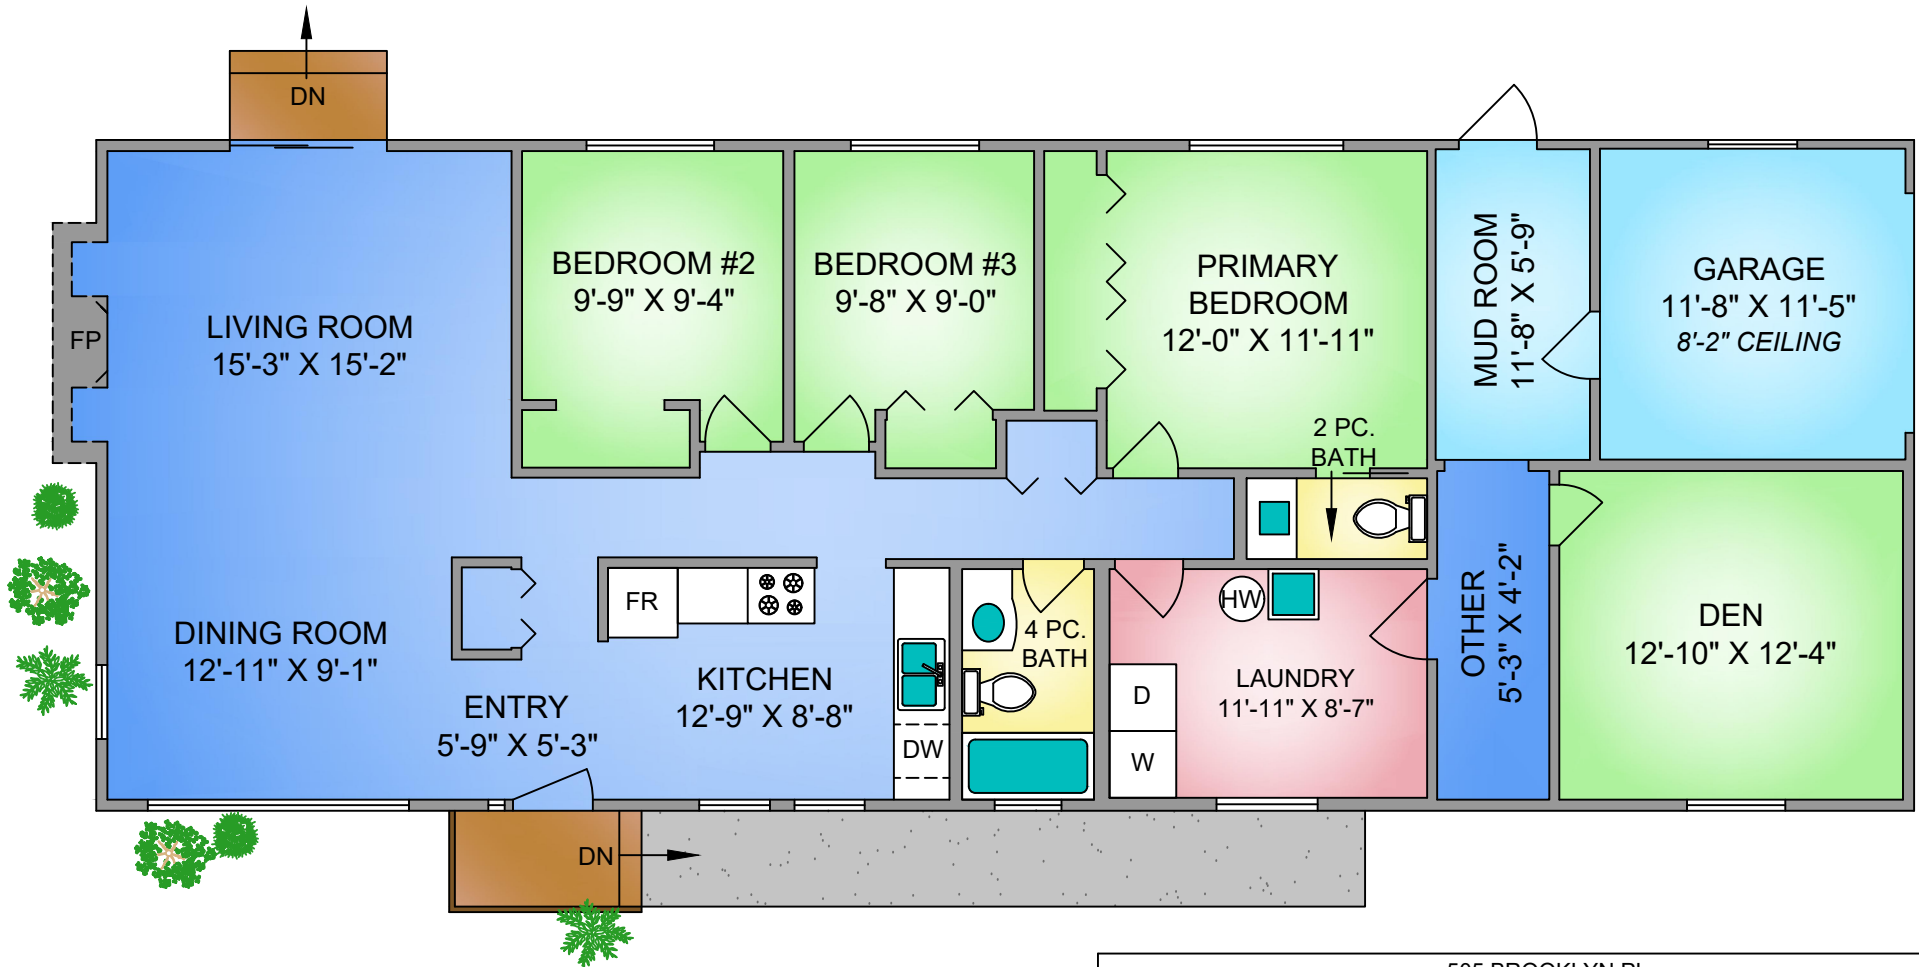 DN
BEDROOM #2
9'-9" X 9'-4"
BEDROOM #3
9'-8" X 9'-0"
PRIMARY
BEDROOM
12'-0" X 11'-11"
MUD ROOM
11'-8" X 5'-9"
GARAGE
11'-8" X 11'-5"
8'-2" CEILING
LIVING ROOM
15'-3" X 15'-2"
FP
2 PC.
BATH
FR
4 PC.
BATH
HW
OTHER
5'-3" X 4'-2"
DEN
12'-10" X 12'-4"
DINING ROOM
12'-11" X 9'-1"
ENTRY
5'-9" X 5'-3"
KITCHEN
12'-9" X 8'-8"
DW
D
W
LAUNDRY
11'-11" X 8'-7"
DN